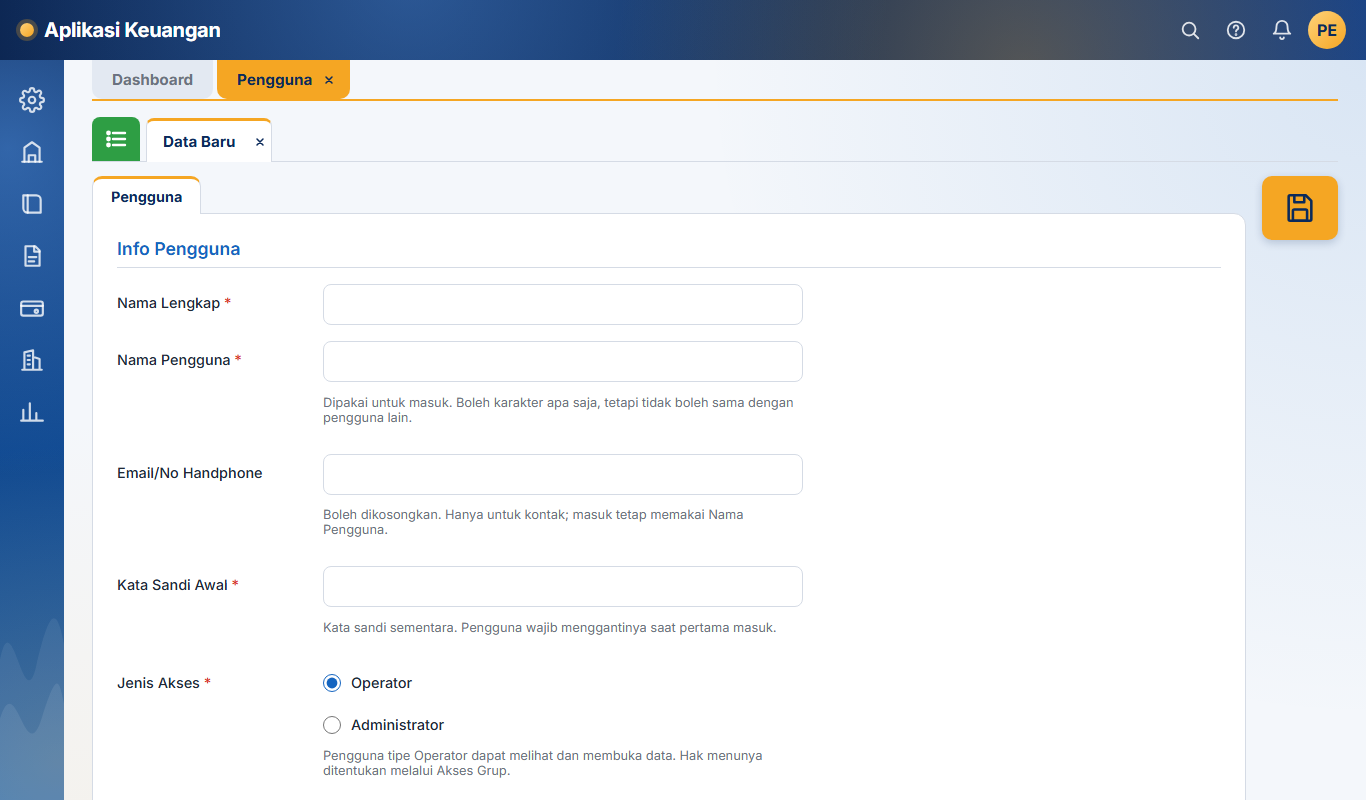 Aplikasi Keuangan
PE
Dashboard
Pengguna ×
Data Baru ×
Pengguna
Info Pengguna
Nama Lengkap *
Nama Pengguna *
Dipakai untuk masuk. Boleh karakter apa saja, tetapi tidak boleh sama dengan
pengguna lain.
Email/No Handphone
Boleh dikosongkan. Hanya untuk kontak; masuk tetap memakai Nama
Pengguna.
Kata Sandi Awal *
Kata sandi sementara. Pengguna wajib menggantinya saat pertama masuk.
Jenis Akses *
Operator
Administrator
Pengguna tipe Operator dapat melihat dan membuka data. Hak menunya
ditentukan melalui Akses Grup.